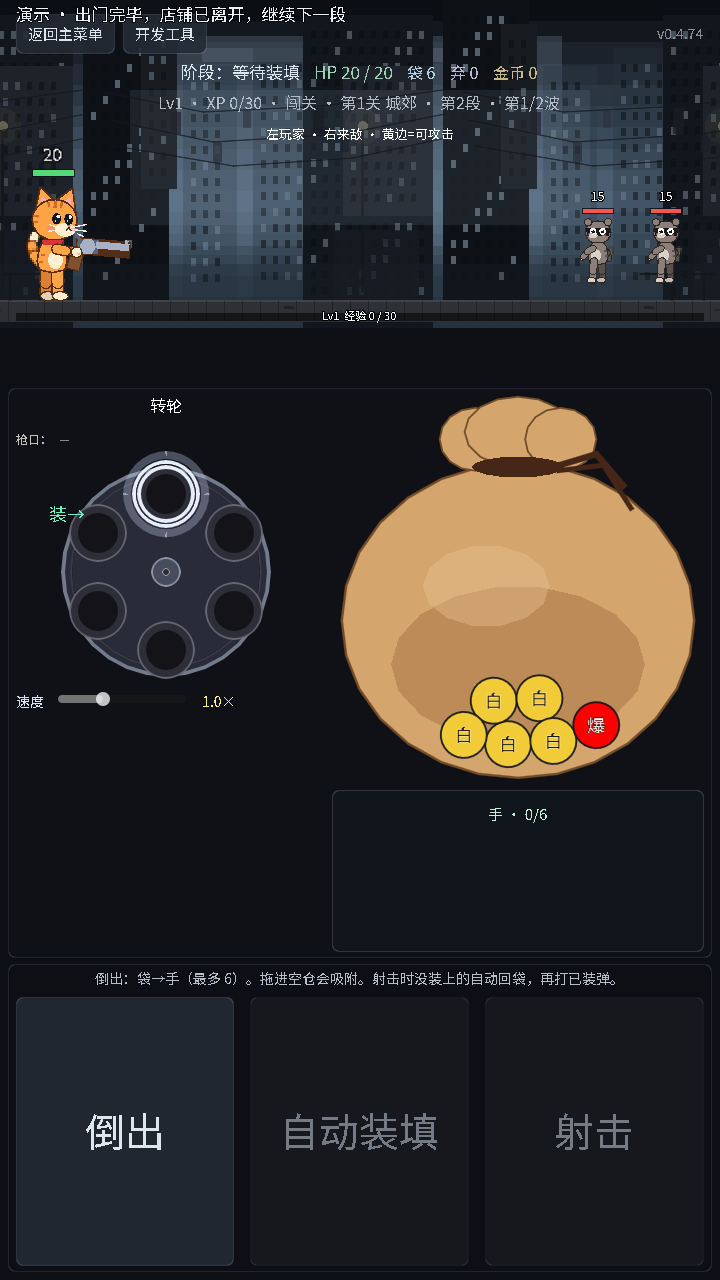 演示 · 出门完毕，店铺已离开，继续下一段
返回主菜单 开发工具 v0.4.74
阶段：等待装填 HP 20 / 20 袋 6 弃 0 金币 0
Lv1 · XP 0/30 · 闯关 · 第1关 城郊 · 第2段 · 第1/2波
左玩家 · 右来敌 · 黄边=可攻击
20
15 15
Lv1 经验 0 / 30
转轮
枪口： —
装→
速度 1.0×
白 白
白 白 白 爆
手 · 0/6
倒出：袋→手（最多 6）。拖进空仓会吸附。射击时没装上的自动回袋，再打已装弹。
倒出 自动装填 射击